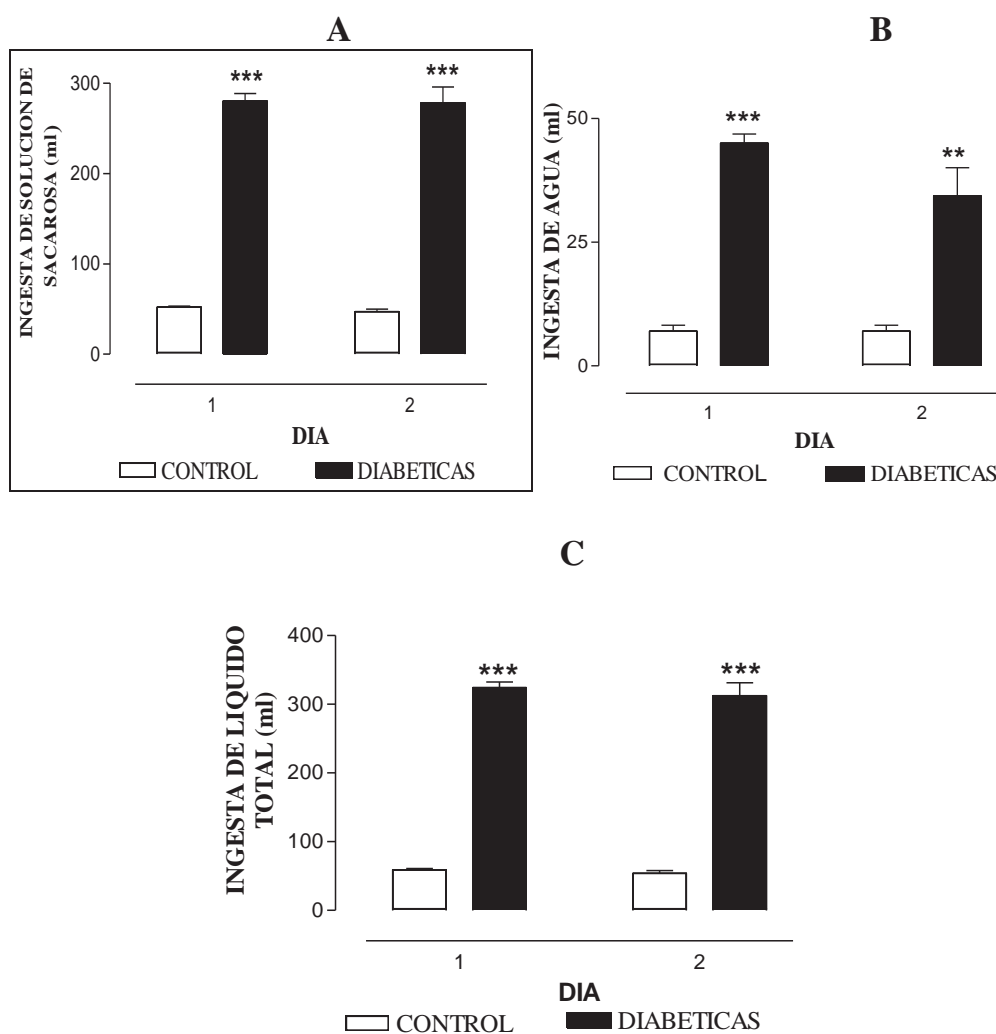 A
INGESTA DE SOLUCION DE
SACAROSA (ml)
300
200
100
0
***
***
1
2
DIA
CONTROL
DIABETICAS
B
INGESTA DE AGUA (ml)
50
25
0
***
**
1
2
DIA
CONTROL
DIABETICAS
C
INGESTA DE LIQUIDO
TOTAL (ml)
400
300
200
100
0
***
***
1
2
DIA
CONTROL
DIABETICAS